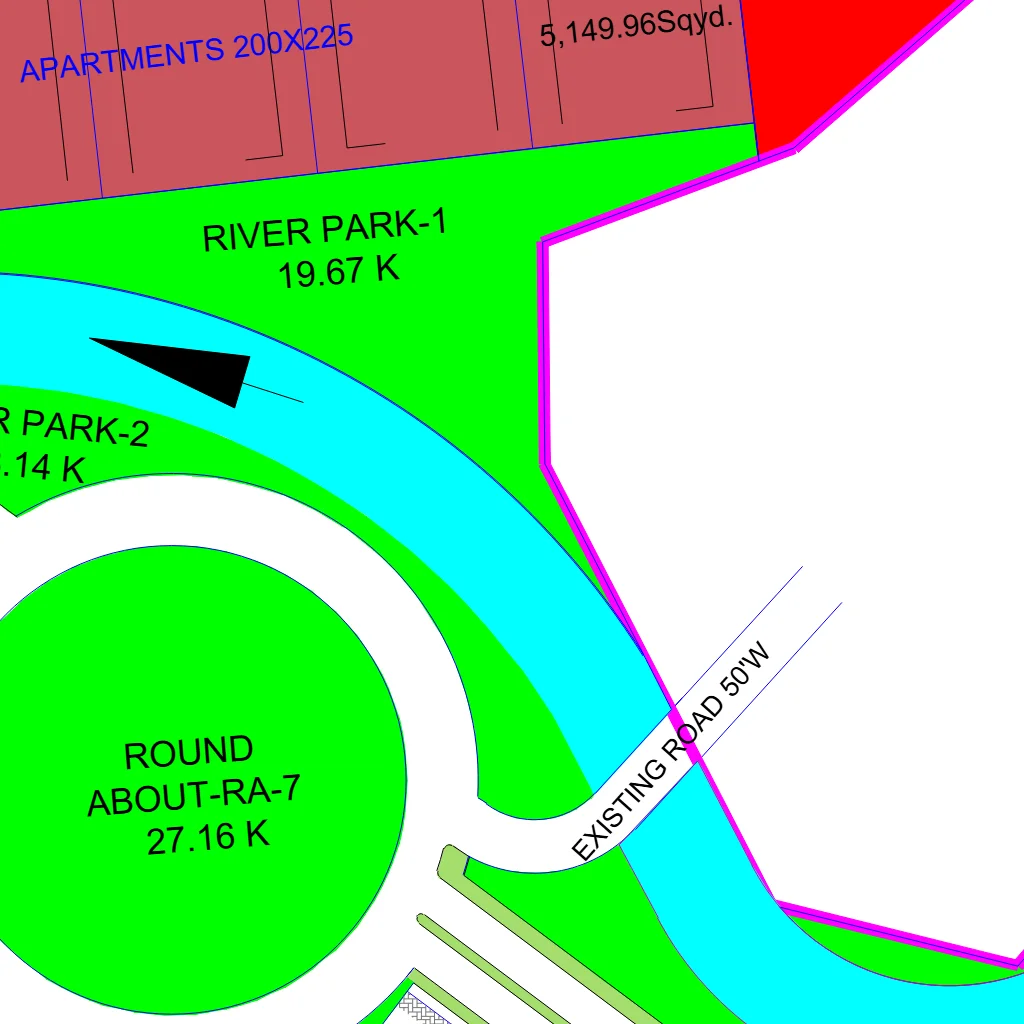 APARTMENTS 200X225
5,149.96Sqyd.
RIVER PARK-1
19.67 K
PARK-2
.14 K
EXISTING ROAD 50'W
ROUND
ABOUT-RA-7
27.16 K